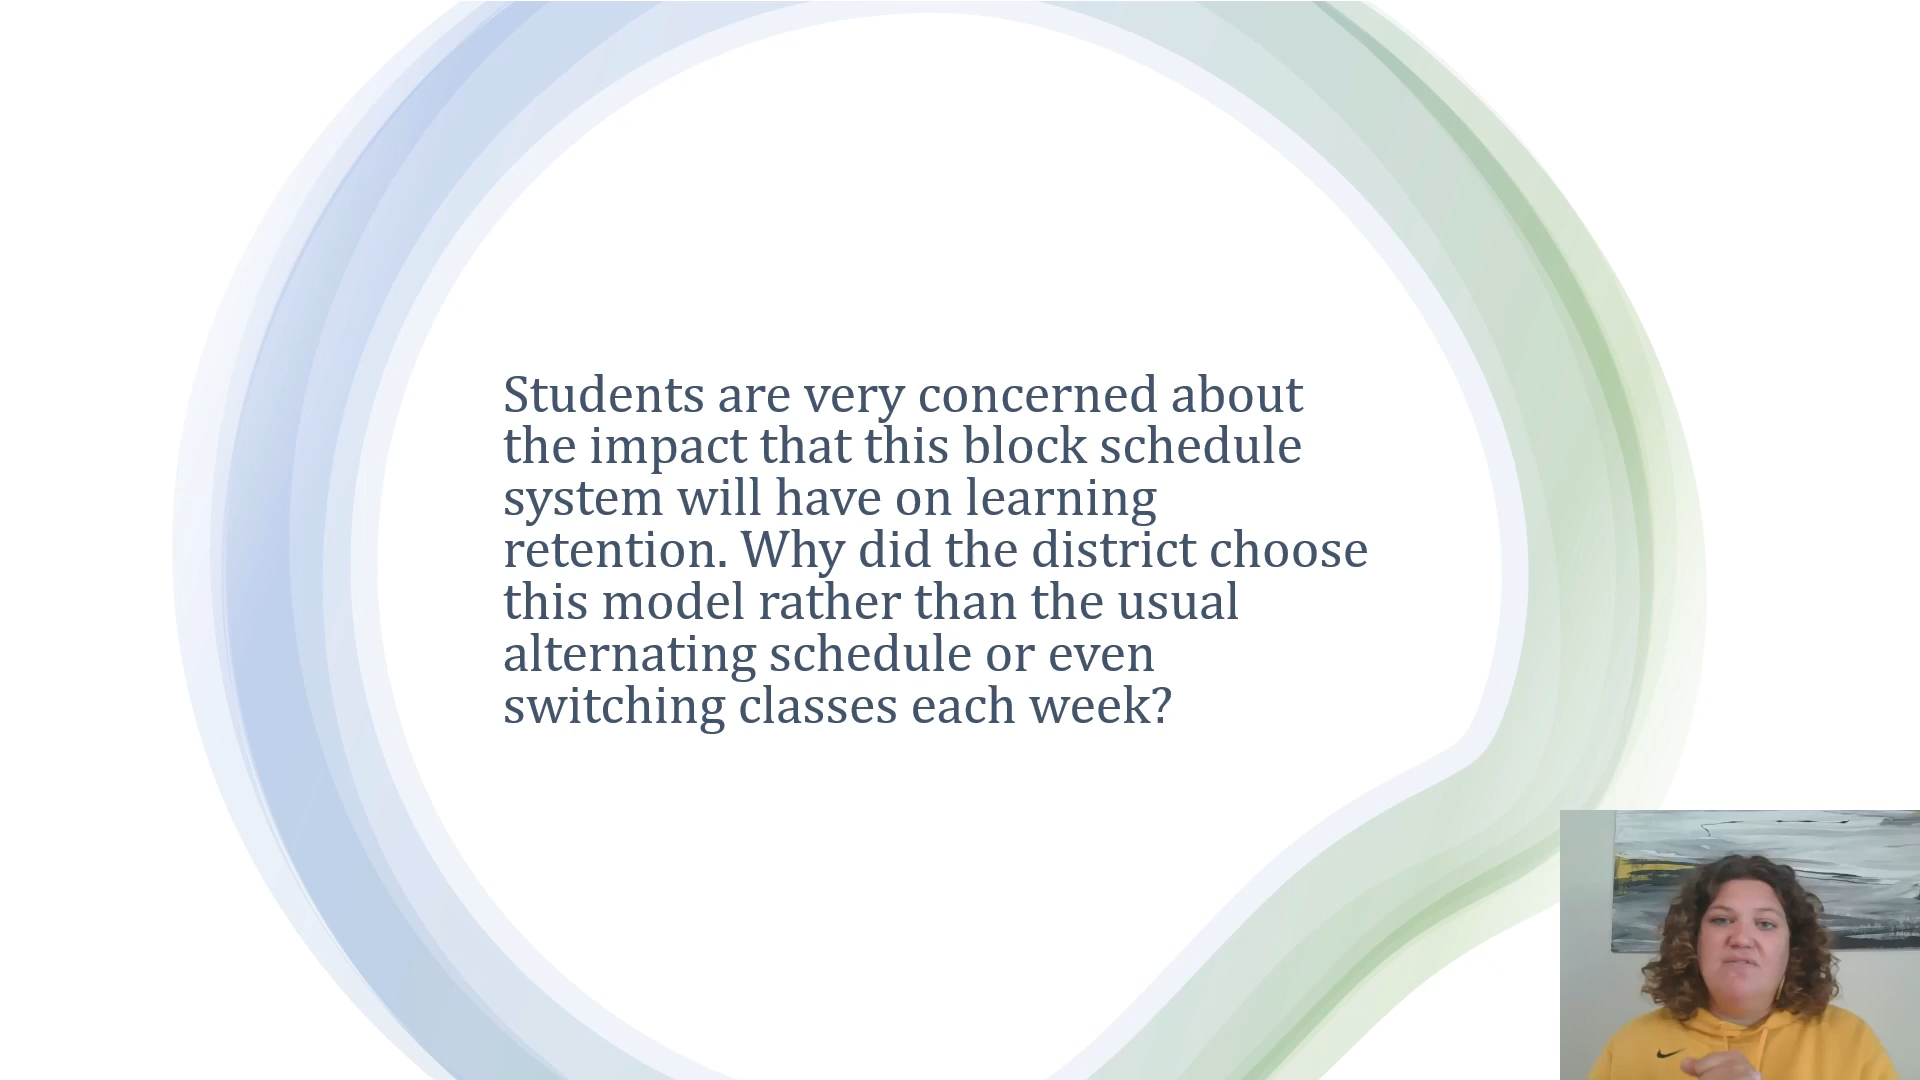 Students are very concerned about
the impact that this block schedule
system will have on learning
retention. Why did the district choose
this model rather than the usual
alternating schedule or even
switching classes each week?